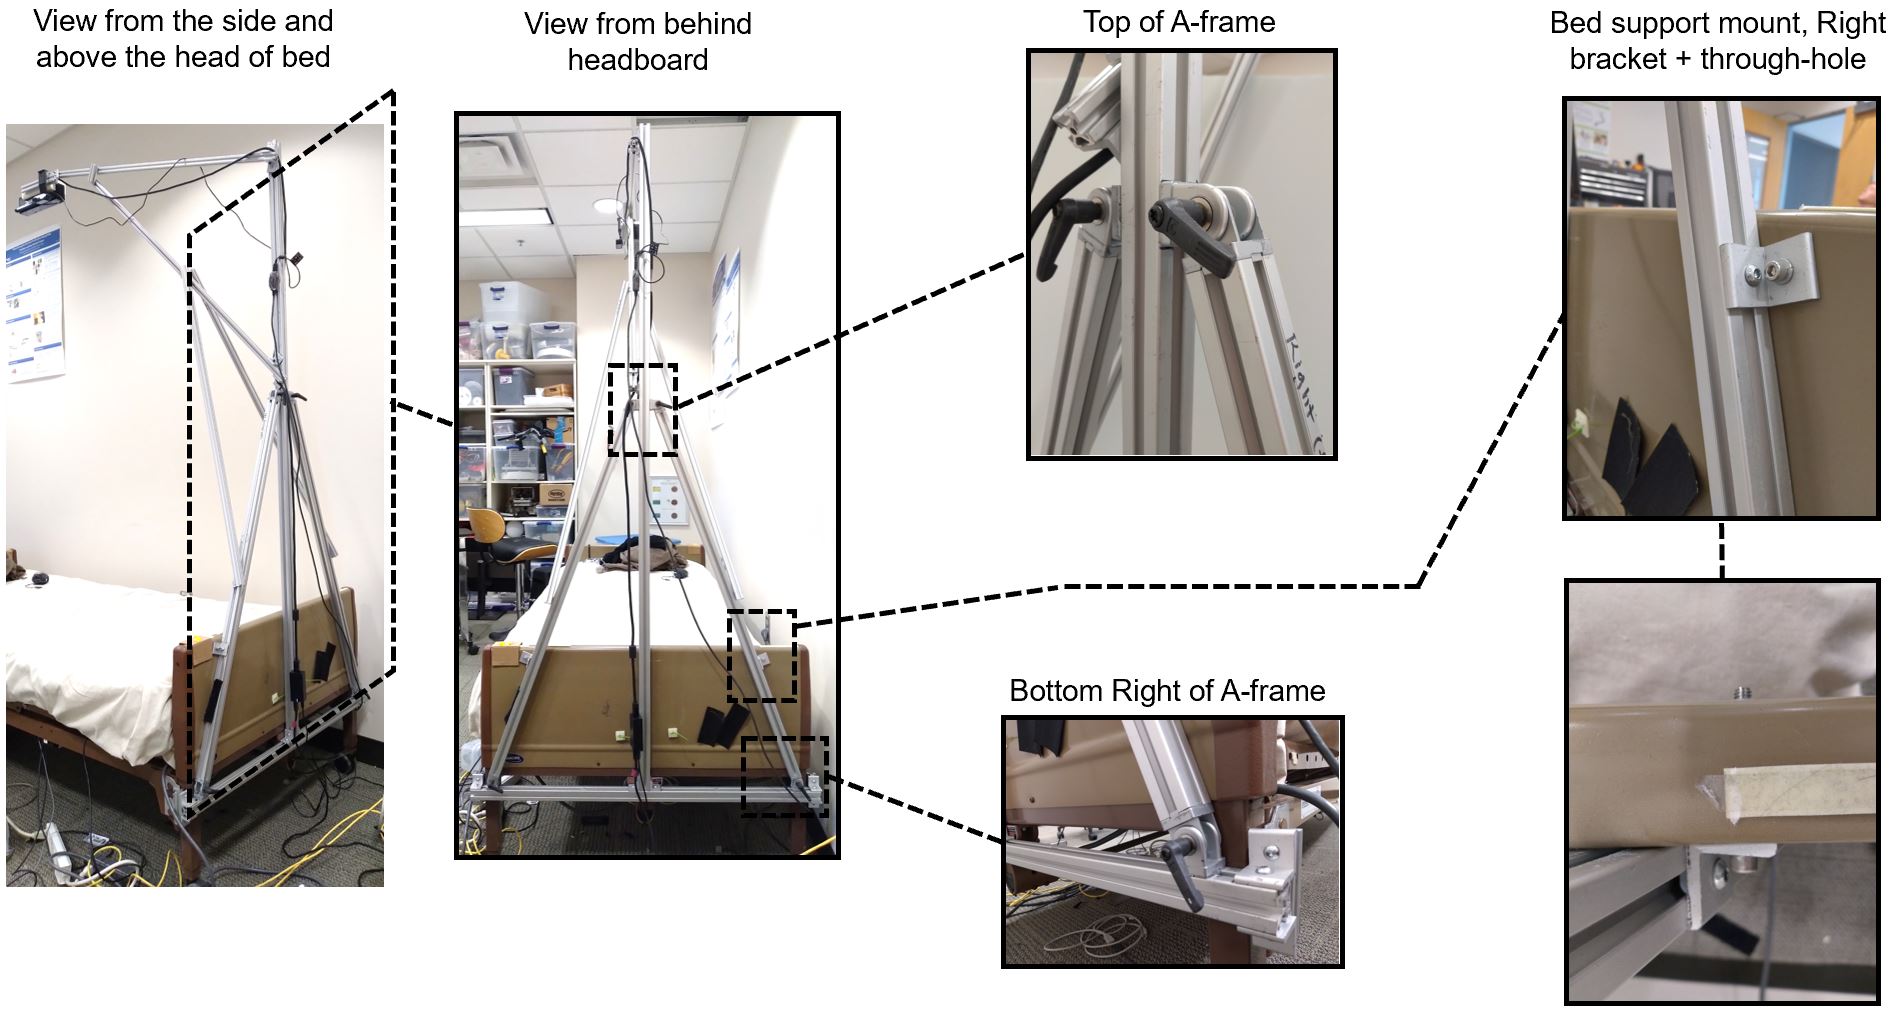 View from the side and
above the head of bed
View from behind
headboard
Top of A-frame
Bed support mount, Right
bracket + through-hole
Right
Bottom Right of A-frame